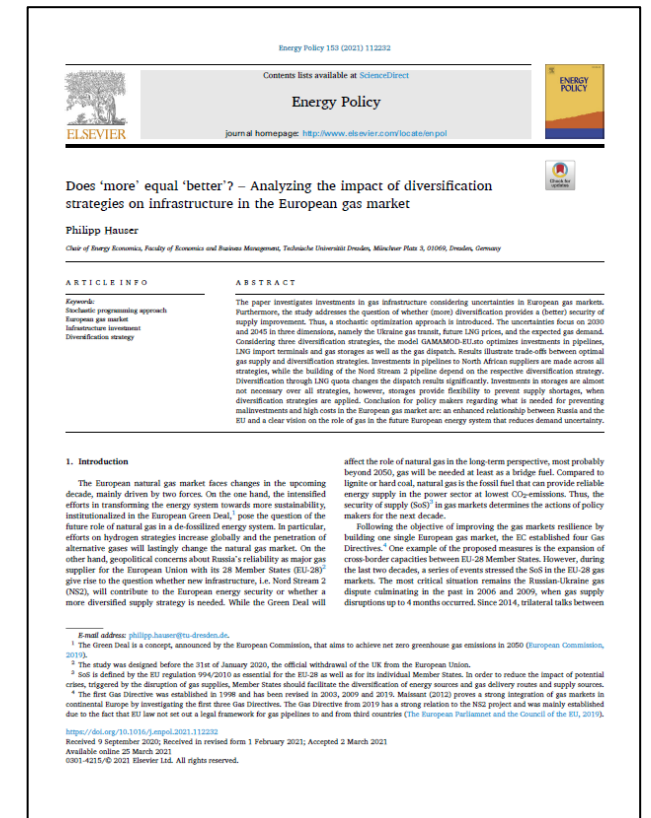 Energy Policy 153 (2021) 112232
Contents lists available at ScienceDirect
Energy Policy
journal homepage: http://www.elsevier.com/locate/enpol
ELSEVIER
ENERGY
POLICY
Check for
updates
Does ‘more’ equal ‘better’? – Analyzing the impact of diversification
strategies on infrastructure in the European gas market
Philipp Hauser
Chair of Energy Economics, Faculty of Economics and Business Management, Technische Universität Dresden, Münchner Platz 3, 01069, Dresden, Germany
ARTICLE INFO
Keywords:
Stochastic programming approach
European gas market
Infrastructure investment
Diversification strategy
ABSTRACT
The paper investigates investments in gas infrastructure considering uncertainties in European gas markets.
Furthermore, the study addresses the question of whether (more) diversification provides a (better) security of
supply improvement. Thus, a stochastic optimization approach is introduced. The uncertainties focus on 2030
and 2045 in three dimensions, namely the Ukraine gas transit, future LNG prices, and the expected gas demand.
Considering three diversification strategies, the model GAMAMOD-EU.sto optimizes investments in pipelines,
LNG import terminals and gas storages as well as the gas dispatch. Results illustrate trade-offs between optimal
gas supply and diversification strategies. Investments in pipelines to North African suppliers are made across all
strategies, while the building of the Nord Stream 2 pipeline depend on the respective diversification strategy.
Diversification through LNG quota changes the dispatch results significantly. Investments in storages are almost
not necessary over all strategies, however, storages provide flexibility to prevent supply shortages, when
diversification strategies are applied. Conclusion for policy makers regarding what is needed for preventing
malinvestments and high costs in the European gas market are: an enhanced relationship between Russia and the
EU and a clear vision on the role of gas in the future European energy system that reduces demand uncertainty.
1. Introduction
The European natural gas market faces changes in the upcoming
decade, mainly driven by two forces. On the one hand, the intensified
efforts in transforming the energy system towards more sustainability,
institutionalized in the European Green Deal,1 pose the question of the
future role of natural gas in a de-fossilized energy system. In particular,
efforts on hydrogen strategies increase globally and the penetration of
alternative gases will lastingly change the natural gas market. On the
other hand, geopolitical concerns about Russia's reliability as major gas
supplier for the European Union with its 28 Member States (EU-28)2
give rise to the question whether new infrastructure, i.e. Nord Stream 2
(NS2), will contribute to the European energy security or whether a
more diversified supply strategy is needed. While the Green Deal will
affect the role of natural gas in the long-term perspective, most probably
beyond 2050, gas will be needed at least as a bridge fuel. Compared to
lignite or hard coal, natural gas is the fossil fuel that can provide reliable
energy supply in the power sector at lowest CO2-emissions. Thus, the
security of supply (SoS)3 in gas markets determines the actions of policy
makers for the next decade.
Following the objective of improving the gas markets resilience by
building one single European gas market, the EC established four Gas
Directives.4 One example of the proposed measures is the expansion of
cross-border capacities between EU-28 Member States. However, during
the last two decades, a series of events stressed the SoS in the EU-28 gas
markets. The most critical situation remains the Russian-Ukraine gas
dispute culminating in the past in 2006 and 2009, when gas supply
disruptions up to 4 months occurred. Since 2014, trilateral talks between
E-mail address: philipp.hauser@tu-dresden.de.
1 The Green Deal is a concept, announced by the European Commission, that aims to achieve net zero greenhouse gas emissions in 2050 (European Commission,
2019).
2 The study was designed before the 31st of January 2020, the official withdrawal of the UK from the European Union.
3 SoS is defined by the EU regulation 994/2010 as essential for the EU-28 as well as for its individual Member States. In order to reduce the impact of potential
crises, triggered by the disruption of gas supplies, Member States should facilitate the diversification of energy sources and gas delivery routes and supply sources.
4 The first Gas Directive was established in 1998 and has been revised in 2003, 2009 and 2019. Maissant (2012) proves a strong integration of gas markets in
continental Europe by investigating the first three Gas Directives. The Gas Directive from 2019 has a strong relation to the NS2 project and was mainly established
due to the fact that EU law not set out a legal framework for gas pipelines to and from third countries (The European Parliamnet and the Council of the EU, 2019).
https://doi.org/10.1016/j.enpol.2021.112232
Received 9 September 2020; Received in revised form 1 February 2021; Accepted 2 March 2021
Available online 25 March 2021
0301-4215/© 2021 Elsevier Ltd. All rights reserved.